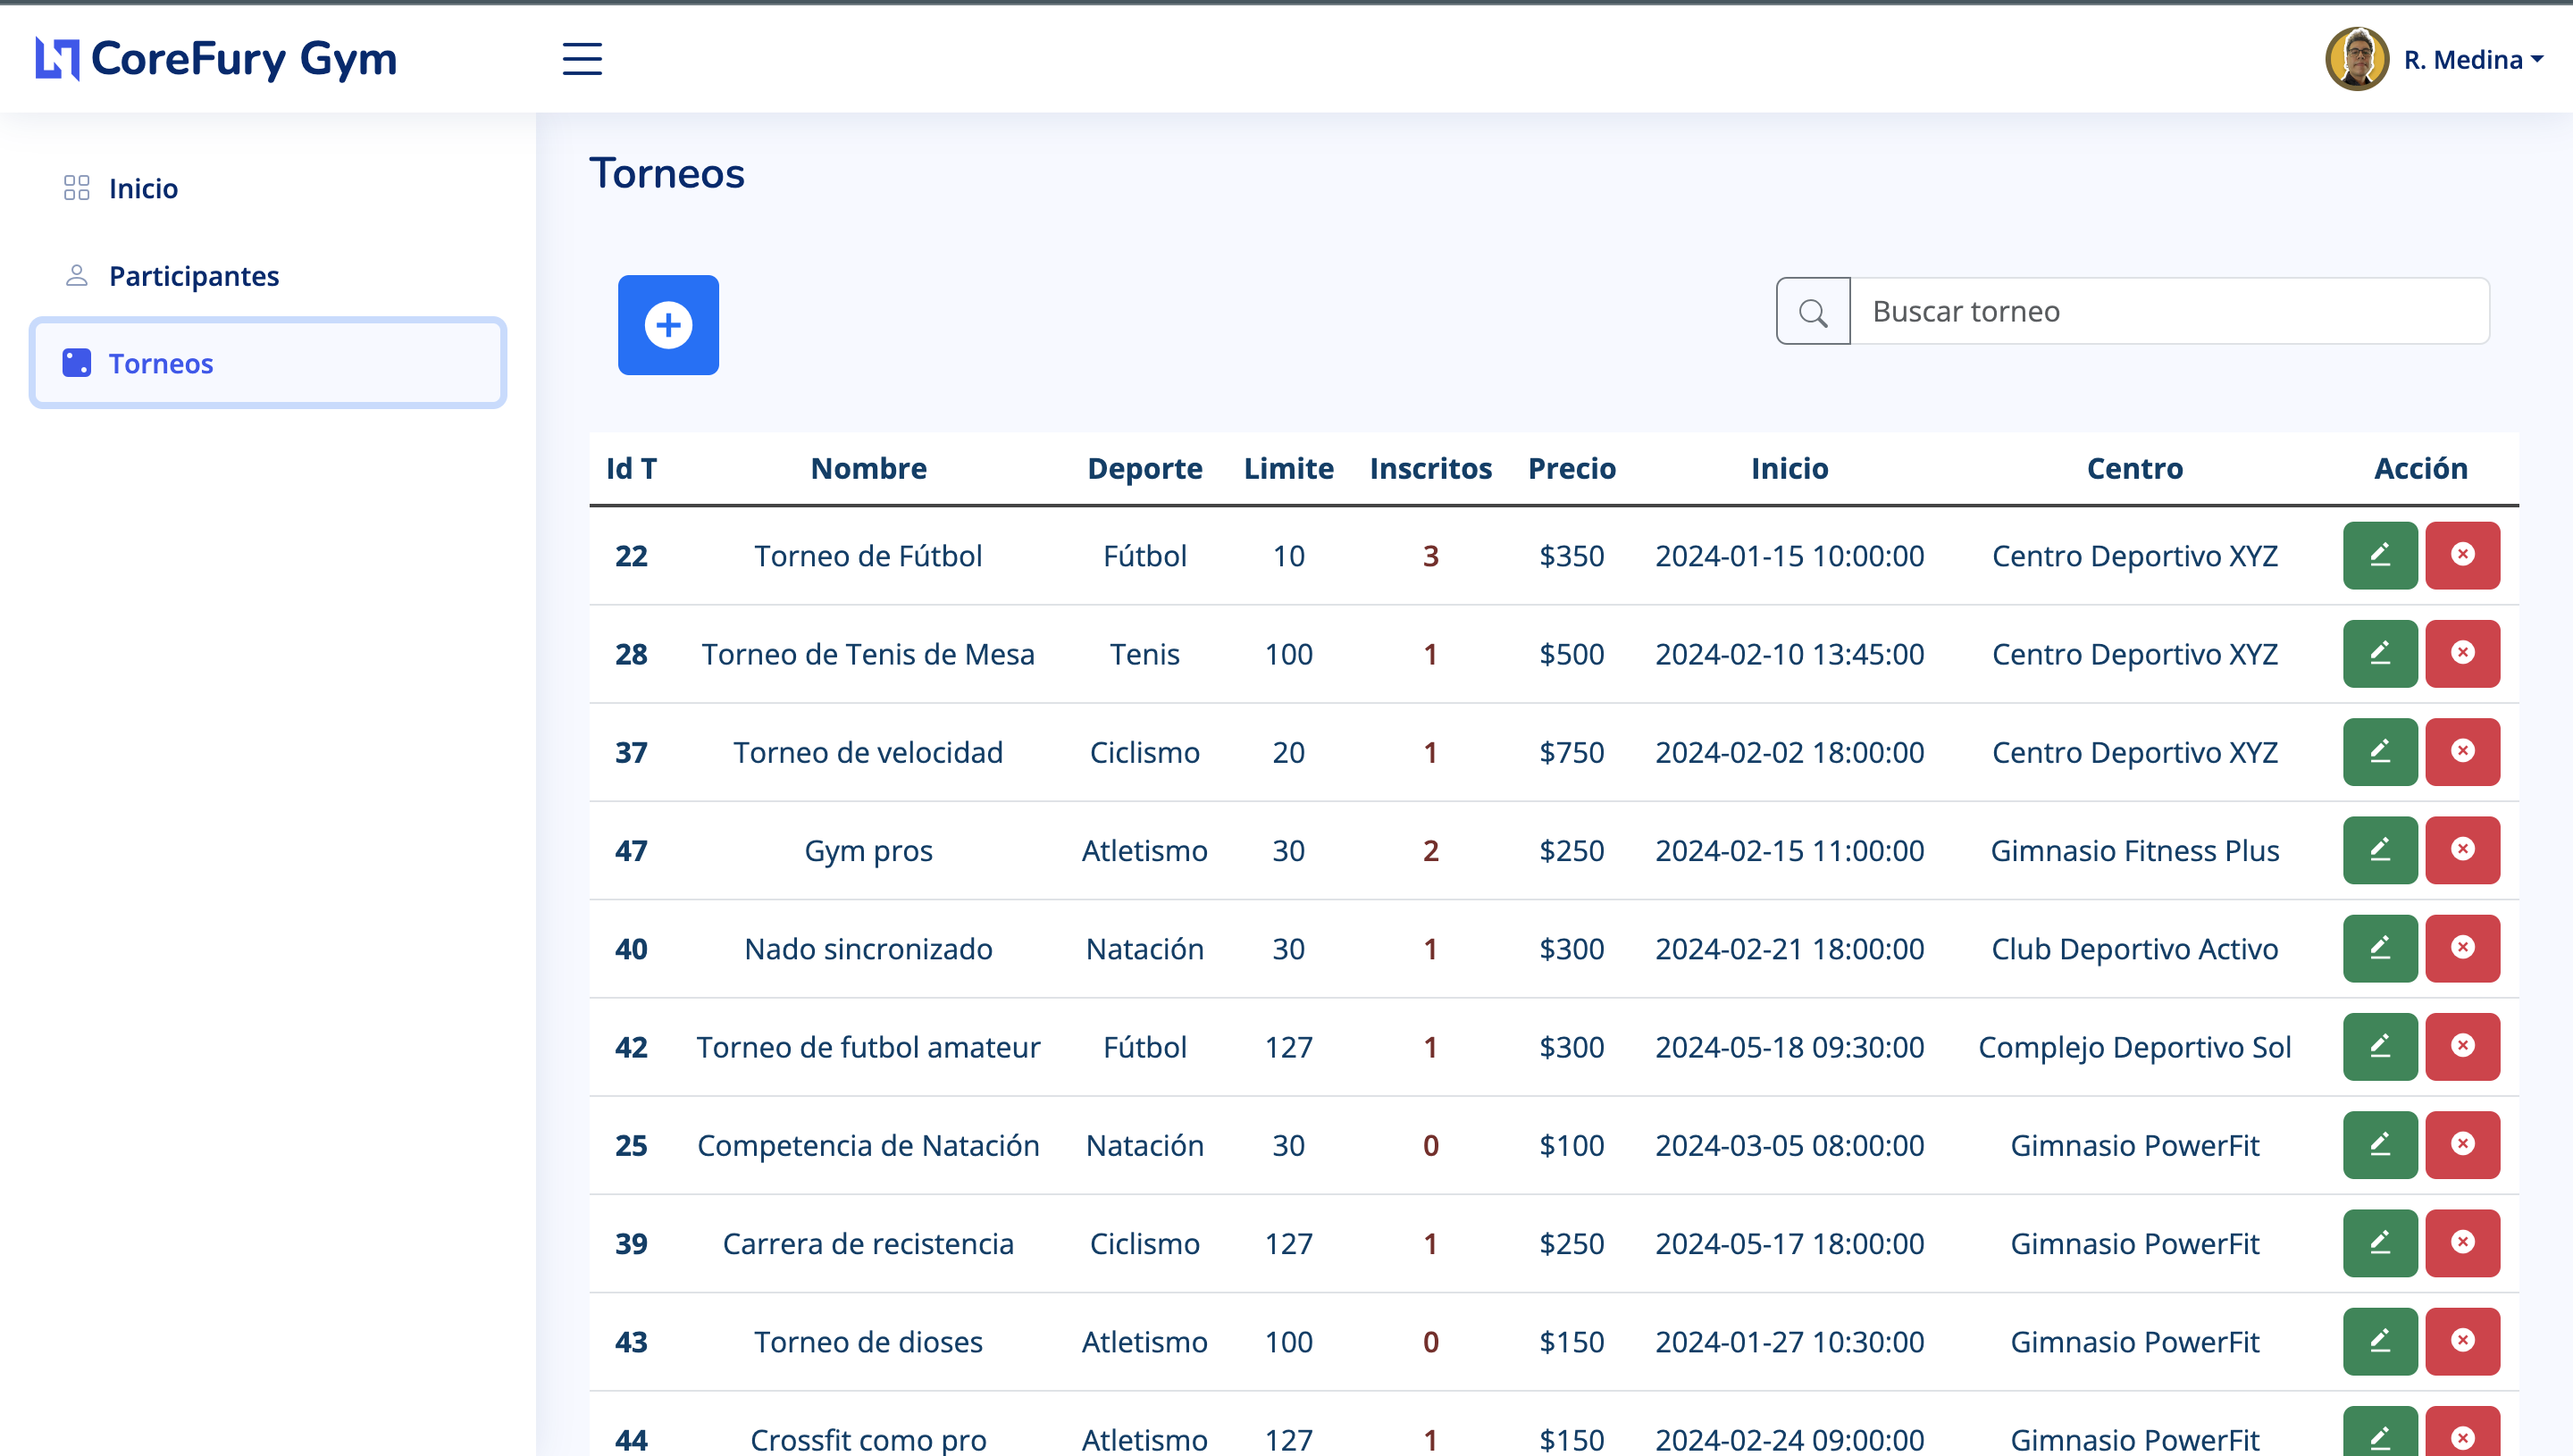 CoreFury Gym
R. Medina
Inicio
Participantes
Torneos
Torneos
Buscar torneo
Id T Nombre Deporte Limite Inscritos Precio Inicio Centro Acción
22 Torneo de Fútbol Fútbol 10 3 $350 2024-01-15 10:00:00 Centro Deportivo XYZ
28 Torneo de Tenis de Mesa Tenis 100 1 $500 2024-02-10 13:45:00 Centro Deportivo XYZ
37 Torneo de velocidad Ciclismo 20 1 $750 2024-02-02 18:00:00 Centro Deportivo XYZ
47 Gym pros Atletismo 30 2 $250 2024-02-15 11:00:00 Gimnasio Fitness Plus
40 Nado sincronizado Natación 30 1 $300 2024-02-21 18:00:00 Club Deportivo Activo
42 Torneo de futbol amateur Fútbol 127 1 $300 2024-05-18 09:30:00 Complejo Deportivo Sol
25 Competencia de Natación Natación 30 0 $100 2024-03-05 08:00:00 Gimnasio PowerFit
39 Carrera de recistencia Ciclismo 127 1 $250 2024-05-17 18:00:00 Gimnasio PowerFit
43 Torneo de dioses Atletismo 100 0 $150 2024-01-27 10:30:00 Gimnasio PowerFit
44 Crossfit como pro Atletismo 127 1 $150 2024-02-24 09:00:00 Gimnasio PowerFit